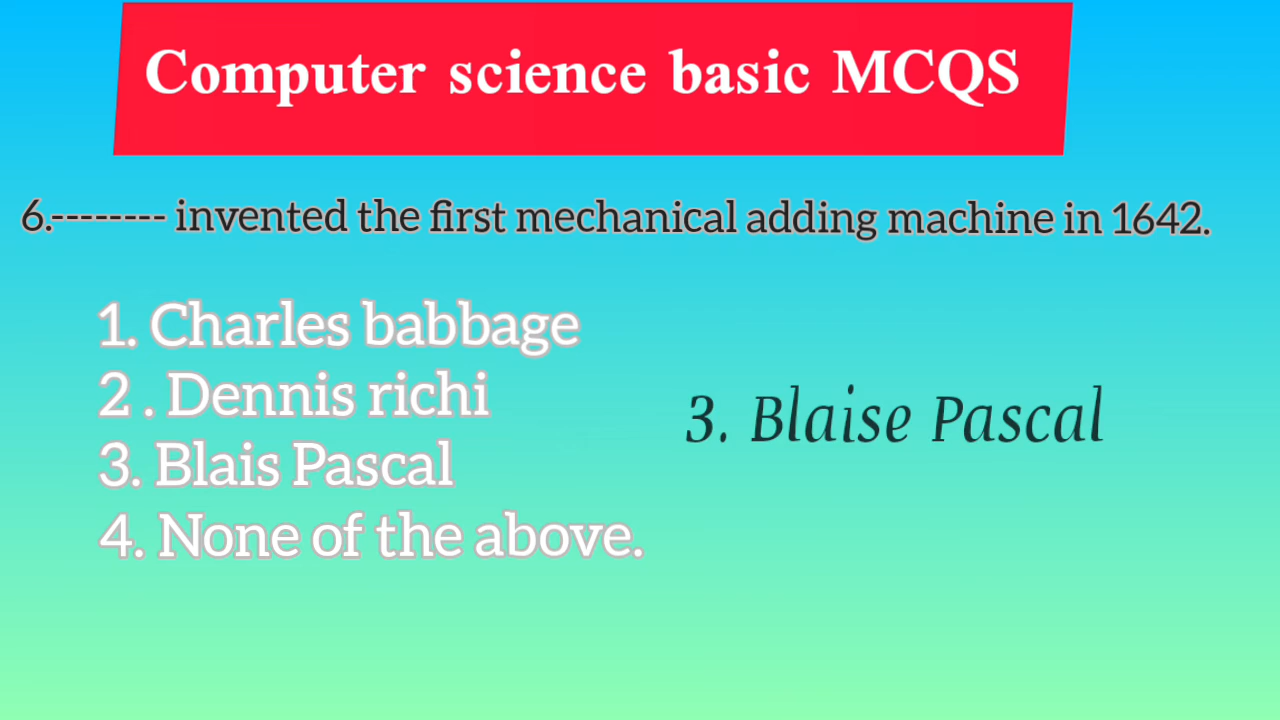 Computer science basic MCQS
6.-------- invented the first mechanical adding machine in 1642.
1. Charles babbage
2 . Dennis richi
3. Blais Pascal
4. None of the above.
3. Blaise Pascal